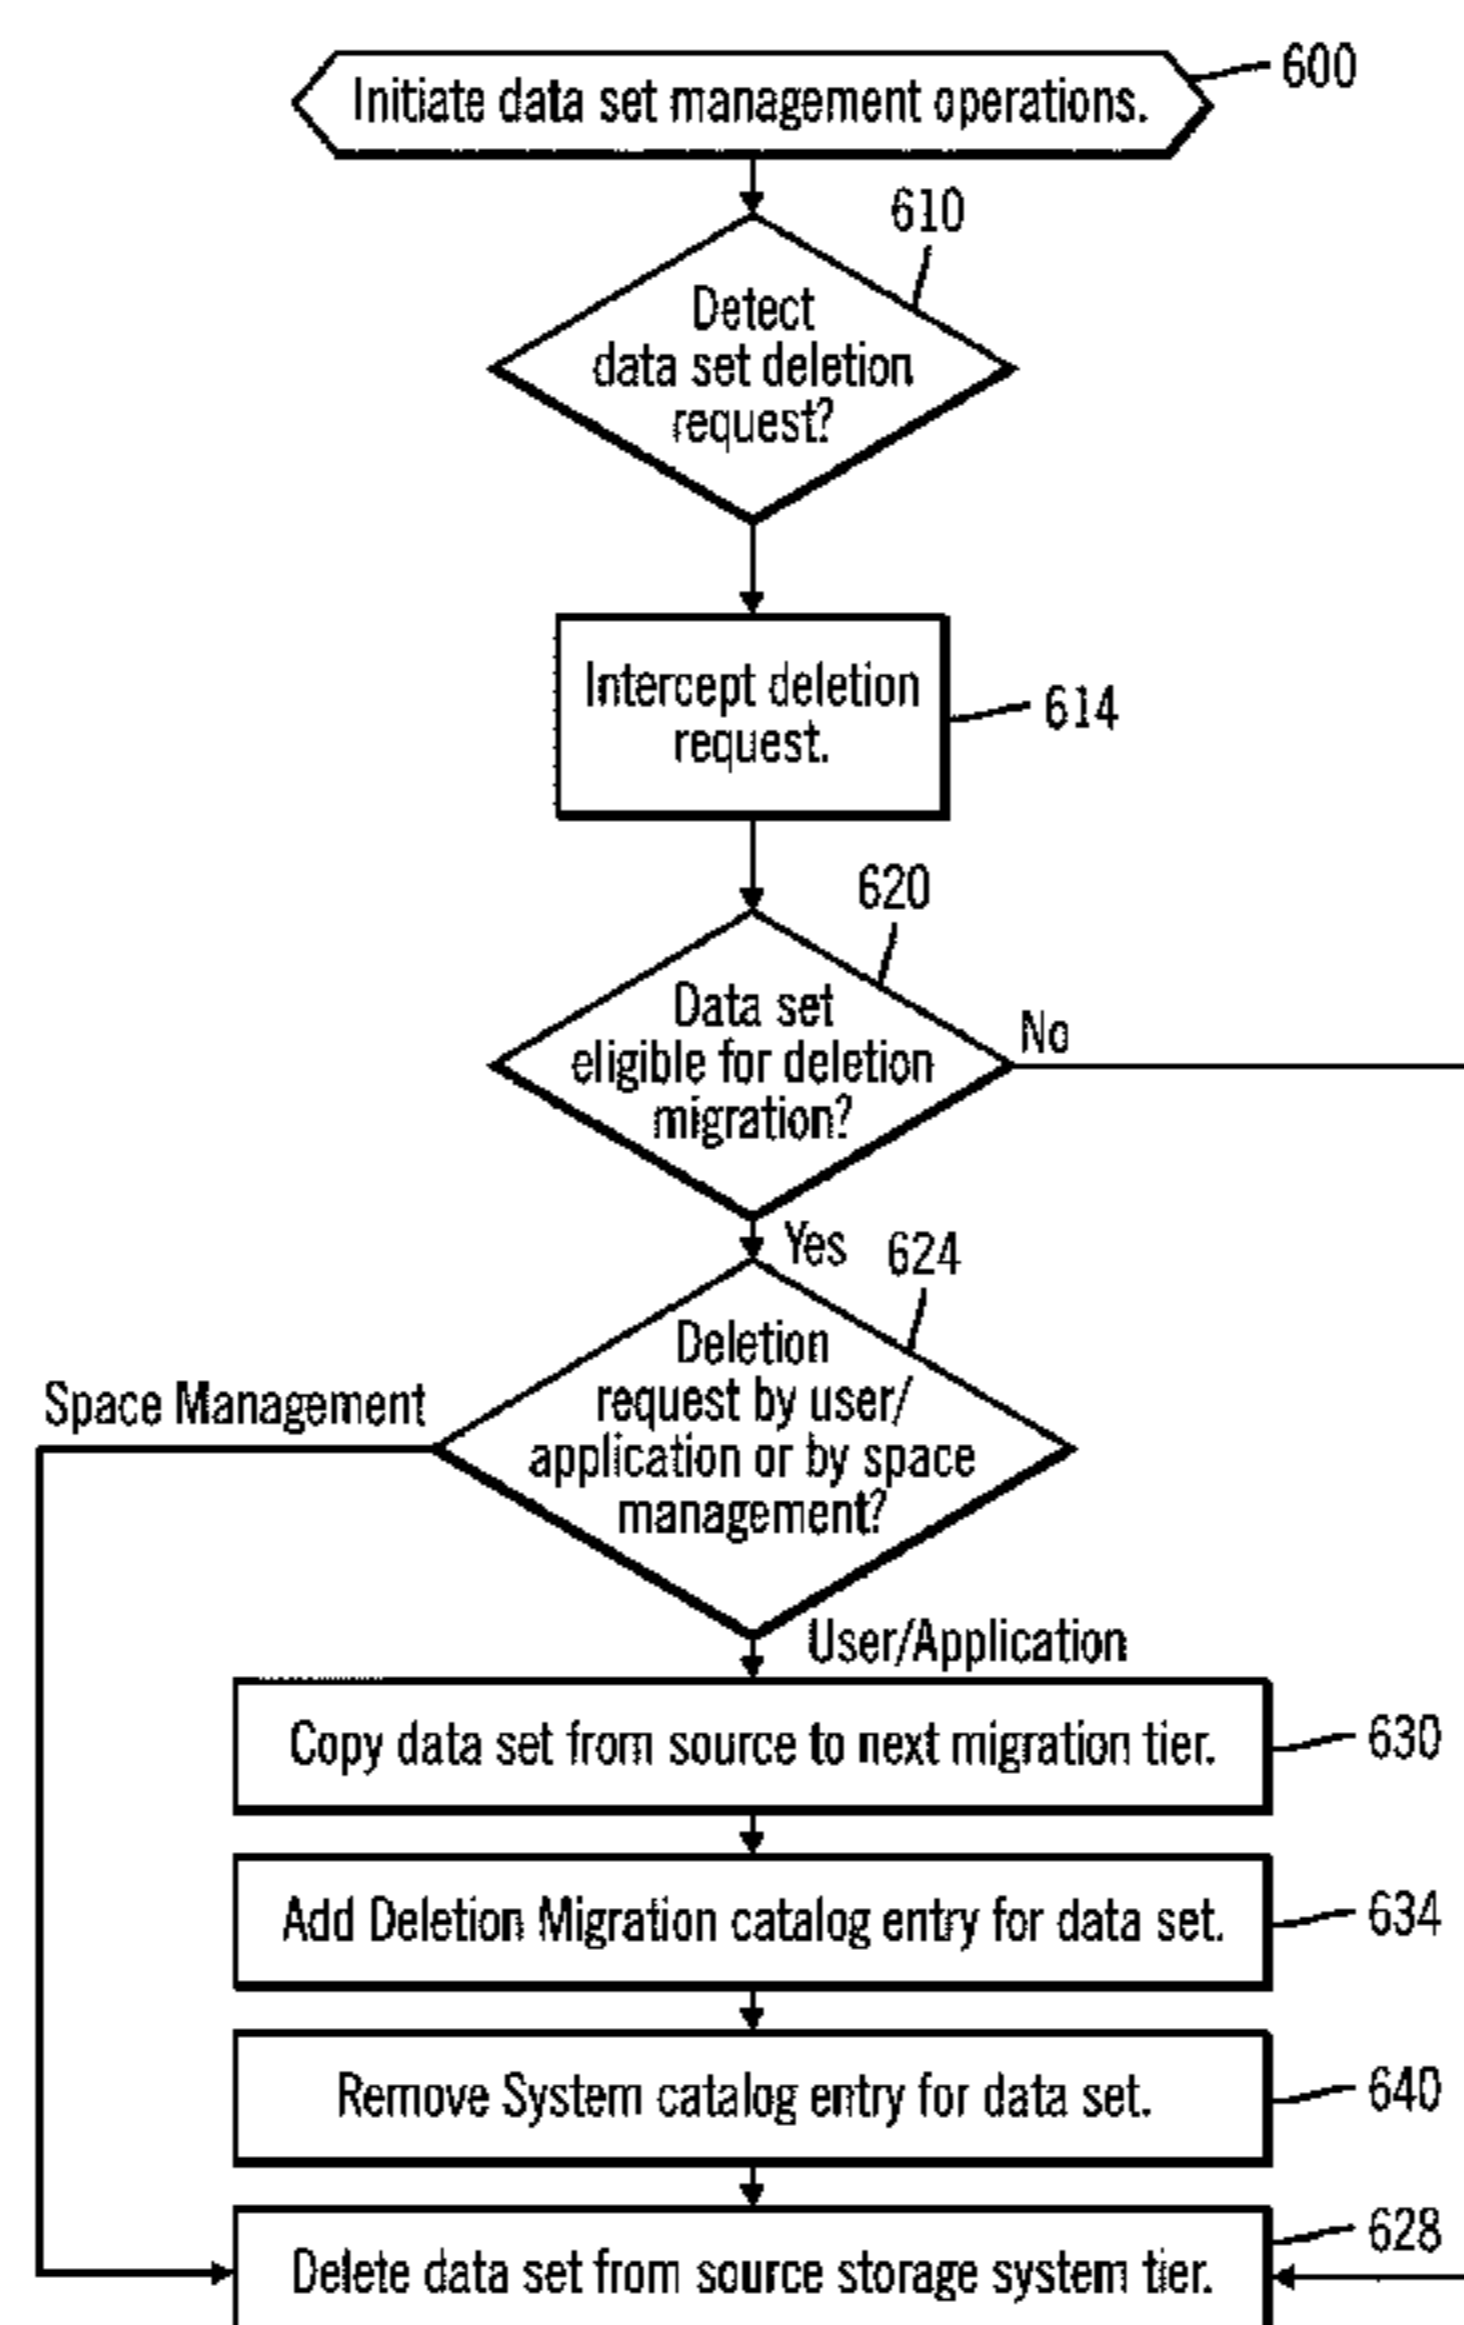 Initiate data set management operations.
600
610
Detect
data set deletion
request?
Intercept deletion
request.
614
620
Data set
eligible for deletion
migration?
No
Yes
624
Deletion
request by user/
application or by space
management?
Space Management
User/Application
Copy data set from source to next migration tier.
630
Add Deletion Migration catalog entry for data set.
634
Remove System catalog entry for data set.
640
628
Delete data set from source storage system tier.